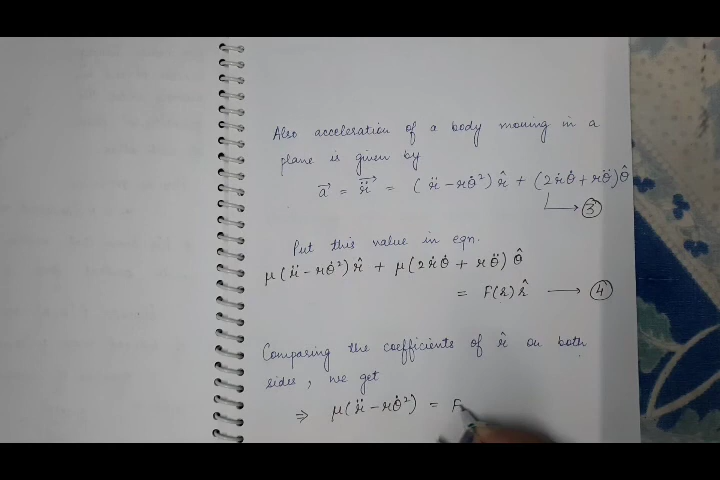 Also acceleration of a body moving in a
plane is given by
a⃗ = r̈⃗ = (r̈ - rθ̇²) r̂ + (2ṙθ̇ + rθ̈) θ̂
③
Put this value in eqn.
μ(r̈ - rθ̇²) r̂ + μ(2ṙθ̇ + rθ̈) θ̂
= F(r) r̂ → ④
Comparing the coefficients of r̂ on both
sides, we get
⇒ μ(r̈ - rθ̇²) = F